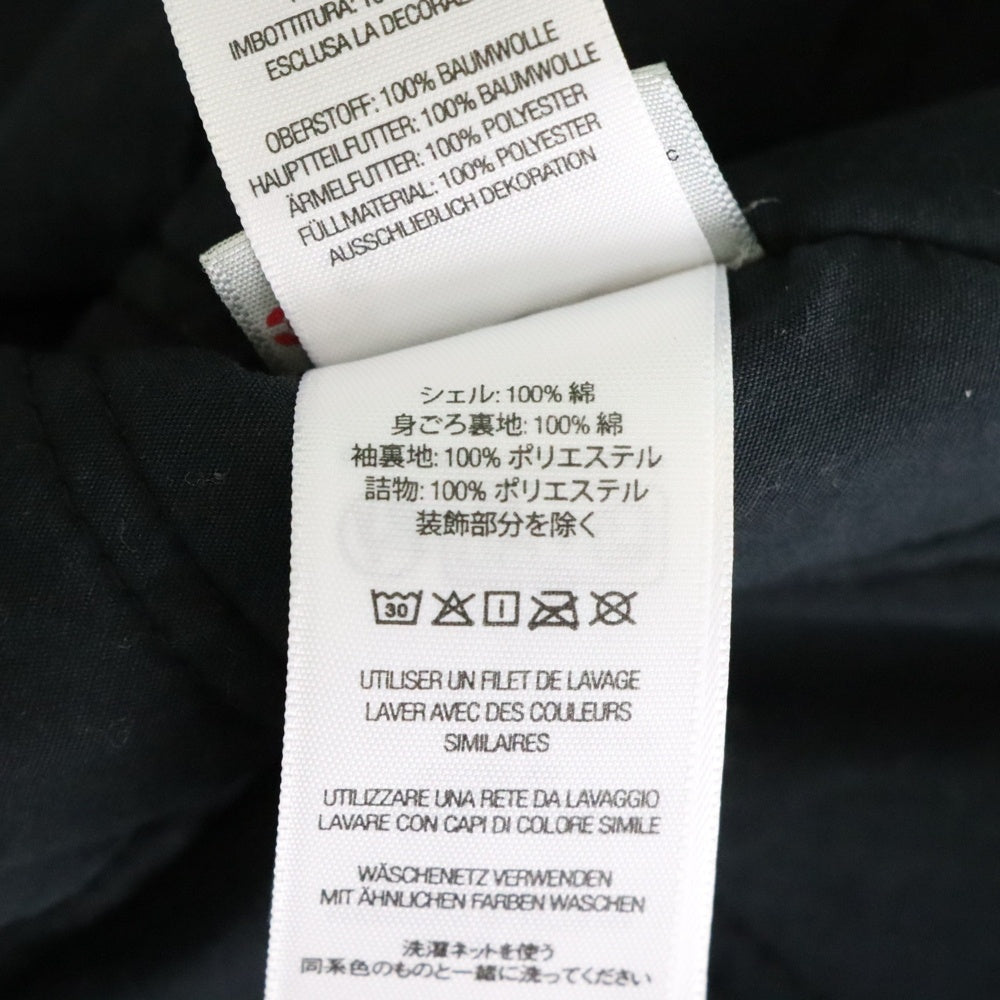 IMBOTTITURA:
ESCLUSA LA
OBERSTOFF: 100% BAUMWOLLE
HAUPTTEILFUTTER: 100% BAUMWOLLE
ÄRMELFUTTER: 100% POLYESTER
FÜLLMATERIAL: 100% POLYESTER
AUSSCHLIEßLICH DEKORATION
シェル: 100% 綿
身ごろ裏地: 100% 綿
袖裏地: 100% ポリエステル
詰物: 100% ポリエステル
装飾部分を除く
30
UTILISER UN FILET DE LAVAGE
LAVER AVEC DES COULEURS
SIMILAIRES
UTILIZZARE UNA RETE DA LAVAGGIO
LAVARE CON CAPI DI COLORE SIMILE
WÄSCHENETZ VERWENDEN
MIT ÄHNLICHEN FARBEN WASCHEN
洗濯ネットを使う
同系色のものと一緒に洗ってください